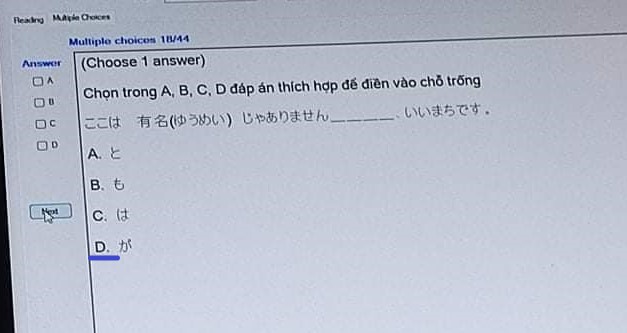 Reading Multiple Choices
Multiple choices 18/44
Answer
A
B
C
D
Next
(Choose 1 answer)
Chọn trong A, B, C, D đáp án thích hợp để điền vào chỗ trống
ここは 有名(ゆうめい) じゃありません______、いいまちです。
A. と
B. も
C. は
D. が